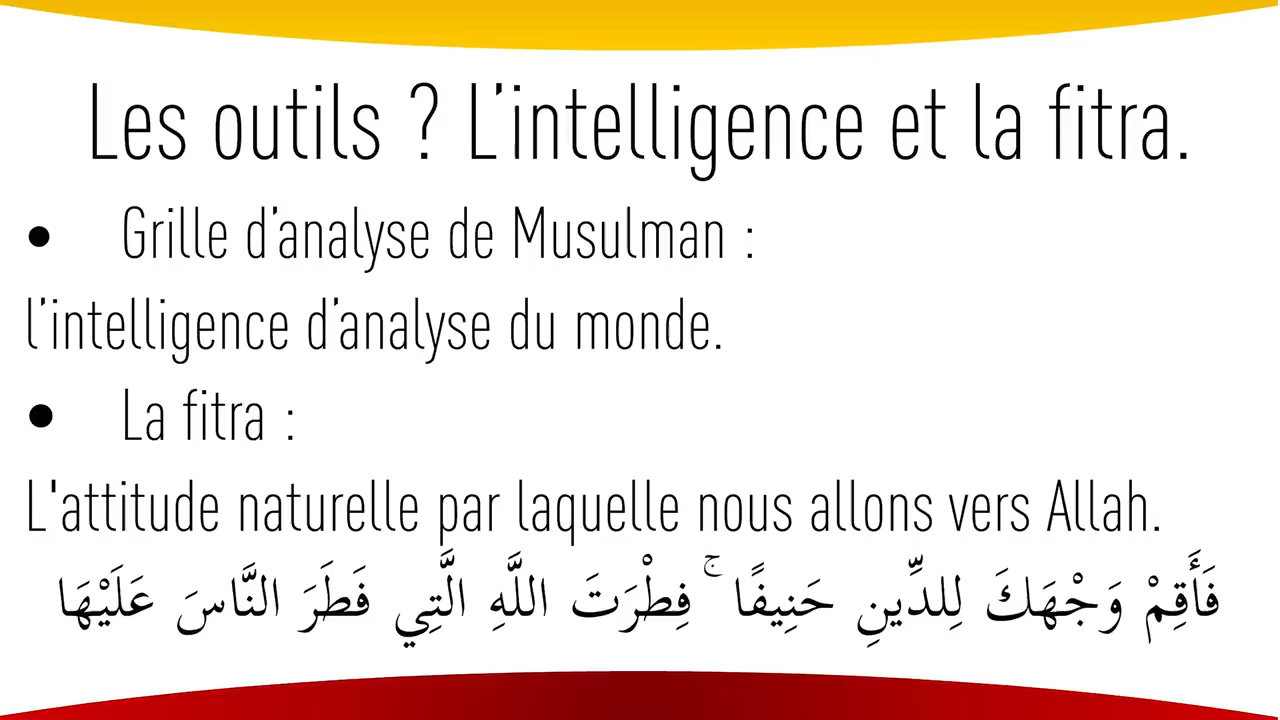 Les outils ? L’intelligence et la fitra.
• Grille d’analyse de Musulman :
l’intelligence d’analyse du monde.
• La fitra :
L'attitude naturelle par laquelle nous allons vers Allah.
فَأَقِمْ وَجْهَكَ لِلدِّينِ حَنِيفًا ۚ فِطْرَتَ اللَّهِ الَّتِي فَطَرَ النَّاسَ عَلَيْهَا